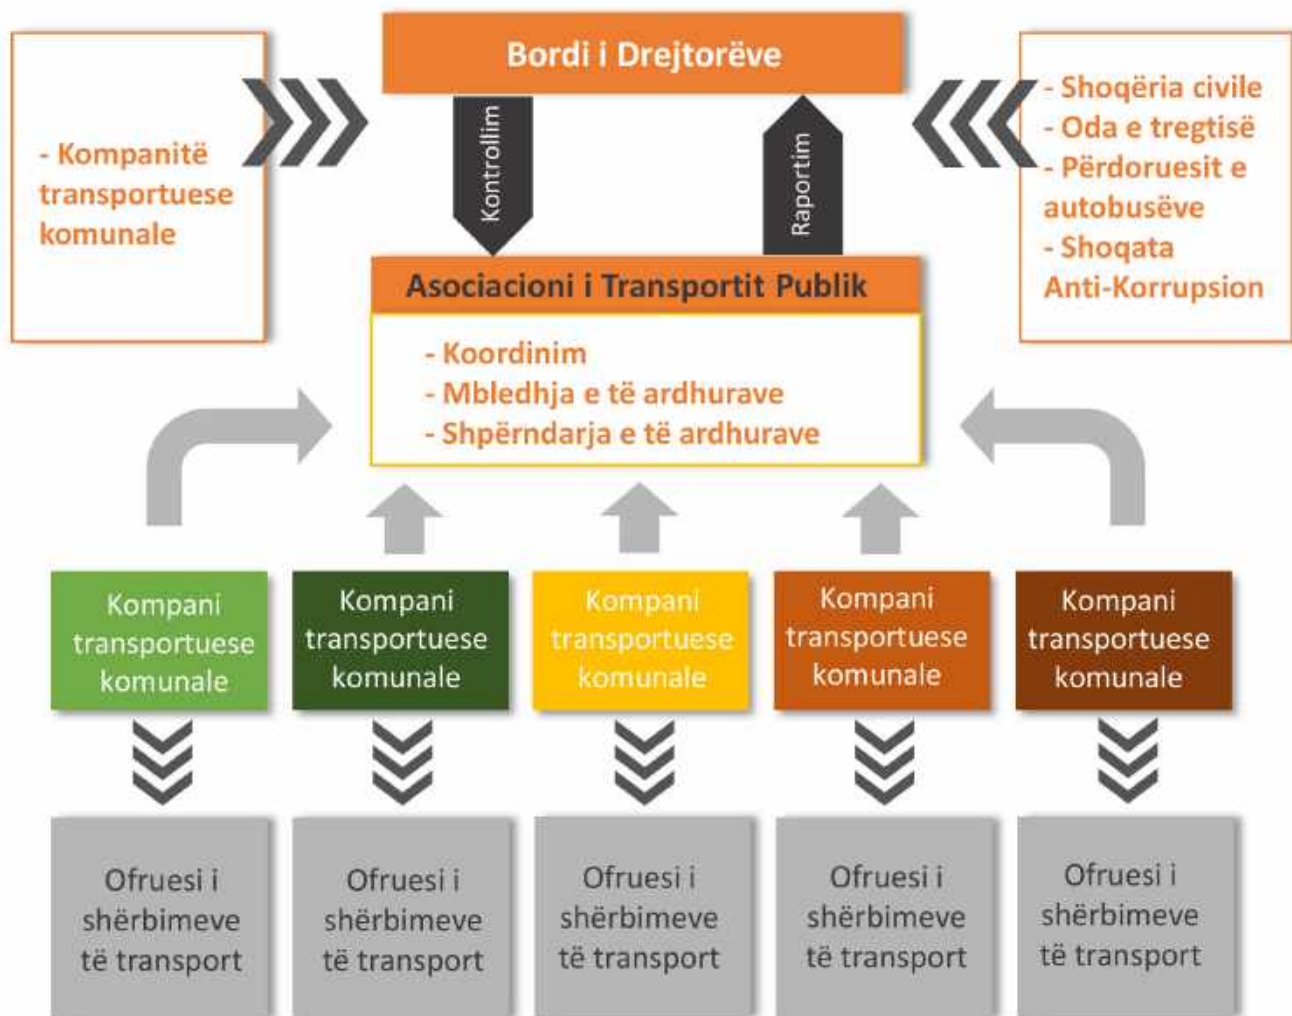 Bordi i Drejtorëve
- Kompanitë
transportuese
komunale
Kontrollim
Raportim
- Shoqëria civile
- Oda e tregtisë
- Përdoruesit e
autobusëve
- Shoqata
Anti-Korrupsion
Asociacioni i Transportit Publik
- Koordinim
- Mbledhja e të ardhurave
- Shpërndarja e të ardhurave
Kompani
transportuese
komunale
Kompani
transportuese
komunale
Kompani
transportuese
komunale
Kompani
transportuese
komunale
Kompani
transportuese
komunale
Ofruesi i
shërbimeve
të transport
Ofruesi i
shërbimeve
të transport
Ofruesi i
shërbimeve
të transport
Ofruesi i
shërbimeve
të transport
Ofruesi i
shërbimeve
të transport